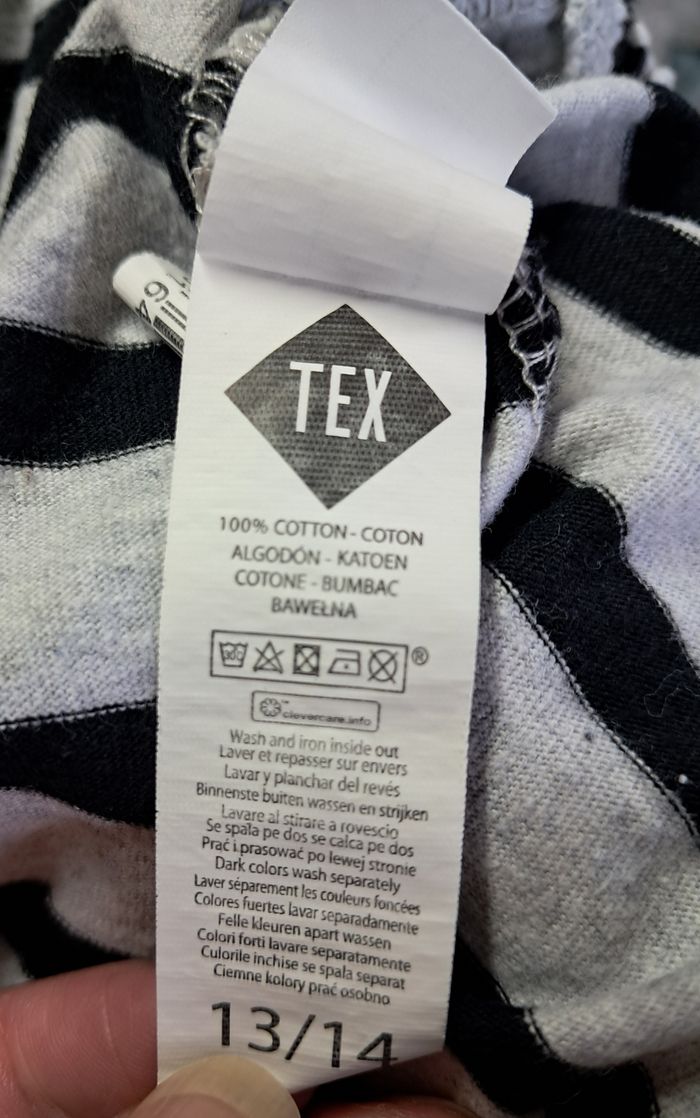 TEX
100% COTTON - COTON
ALGODÓN - KATOEN
COTONE - BUMBAC
BAWEŁNA
30
®
™
clevercare.info
Wash and iron inside out
Laver et repasser sur envers
Lavar y planchar del revés
Binnenste buiten wassen en strijken
Lavare al stirare a rovescio
Se spala pe dos se calca pe dos
Prać i prasować po lewej stronie
Dark colors wash separately
Laver séparement les couleurs foncées
Colores fuertes lavar separadamente
Felle kleuren apart wassen
Colori forti lavare separatamente
Culorile inchise se spala separat
Ciemne kolory prać osobno
13/14